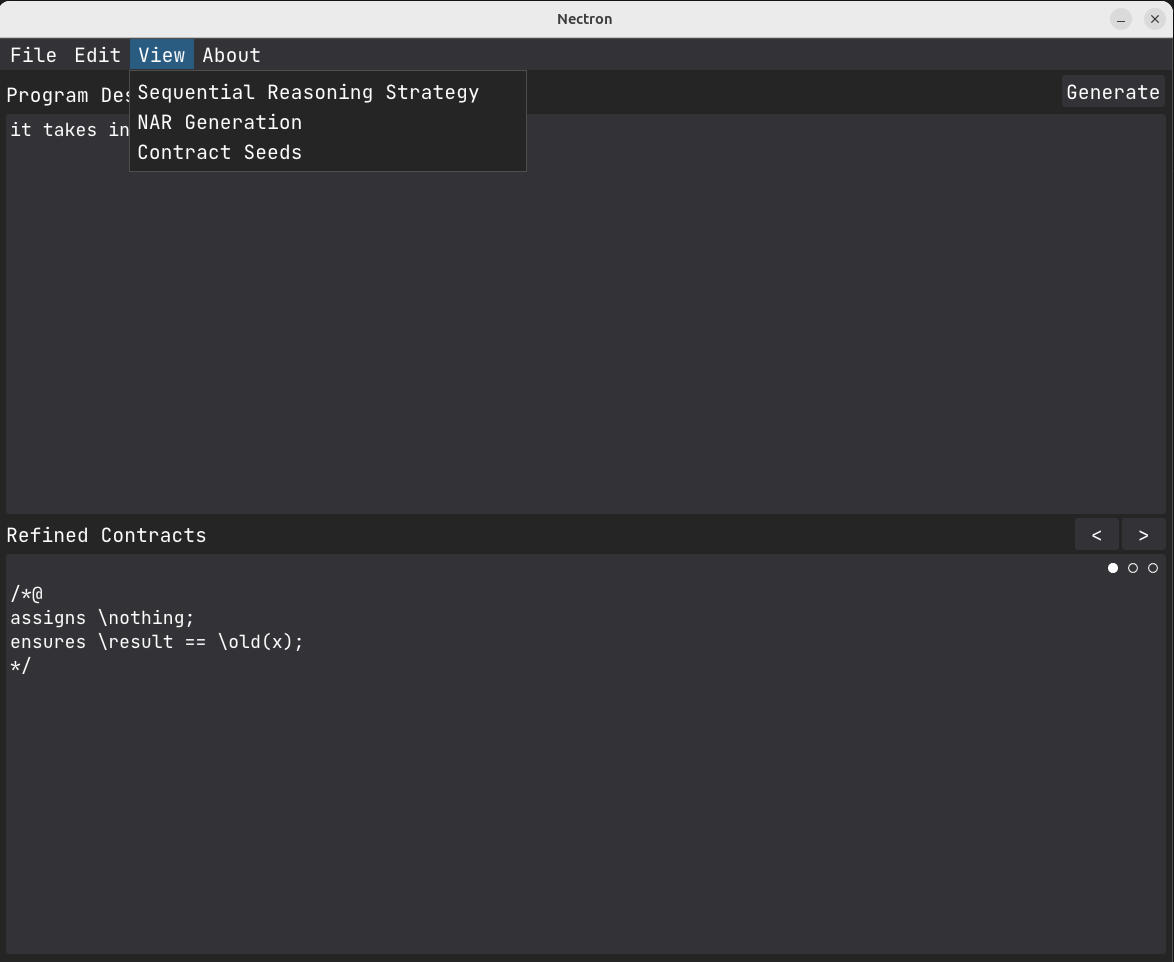 Nectron
File Edit View About
Program Des
Generate
Sequential Reasoning Strategy
it takes in
NAR Generation
Contract Seeds
Refined Contracts
< >
/*@
assigns \nothing;
ensures \result == \old(x);
*/